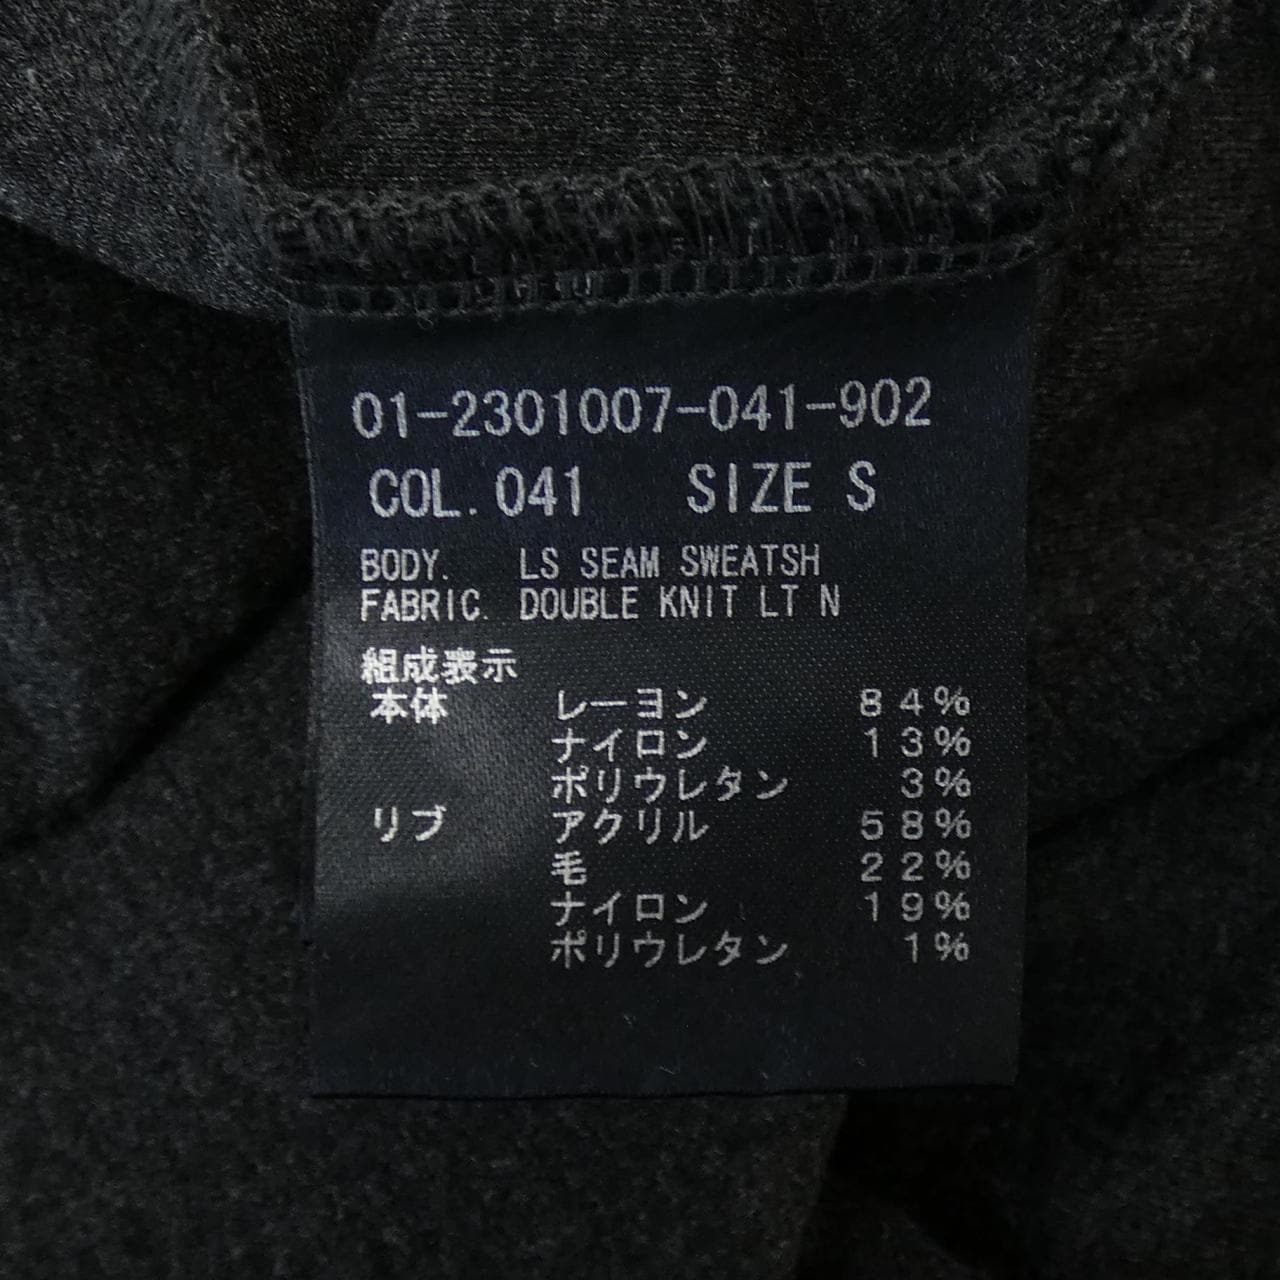 01-2301007-041-902
COL.041 SIZE S
BODY. LS SEAM SWEATSH
FABRIC. DOUBLE KNIT LT N
組成表示
本体 レーヨン 84%
ナイロン 13%
ポリウレタン 3%
リブ アクリル 58%
毛 22%
ナイロン 19%
ポリウレタン 1%